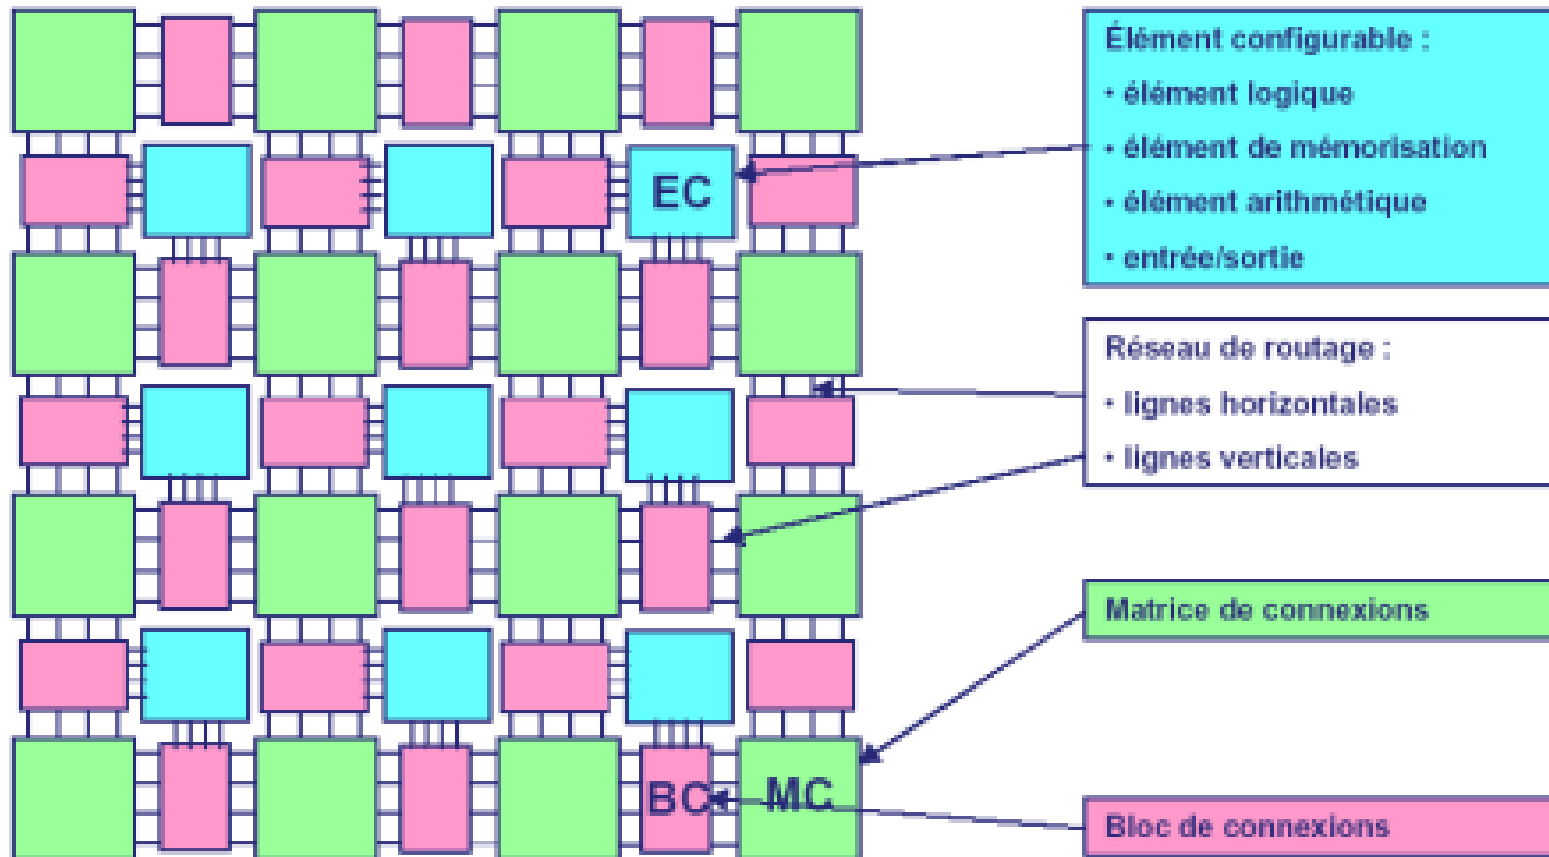 Élément configurable :
• élément logique
• élément de mémorisation
• élément arithmétique
• entrée/sortie
EC
Réseau de routage :
• lignes horizontales
• lignes verticales
Matrice de connexions
BC
MC
Bloc de connexions